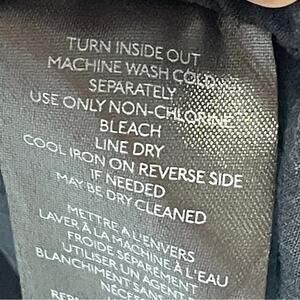 TURN INSIDE OUT
MACHINE WASH COLD
SEPARATELY
USE ONLY NON-CHLORINE
BLEACH
LINE DRY
COOL IRON ON REVERSE SIDE
IF NEEDED
MAY BE DRY CLEANED
METTRE A L'ENVERS
LAVER À LA MACHINE À L'EAU
FROIDE SÉPARÉMENT
UTILISER UN AGENT
BLANCHIMENT SANS